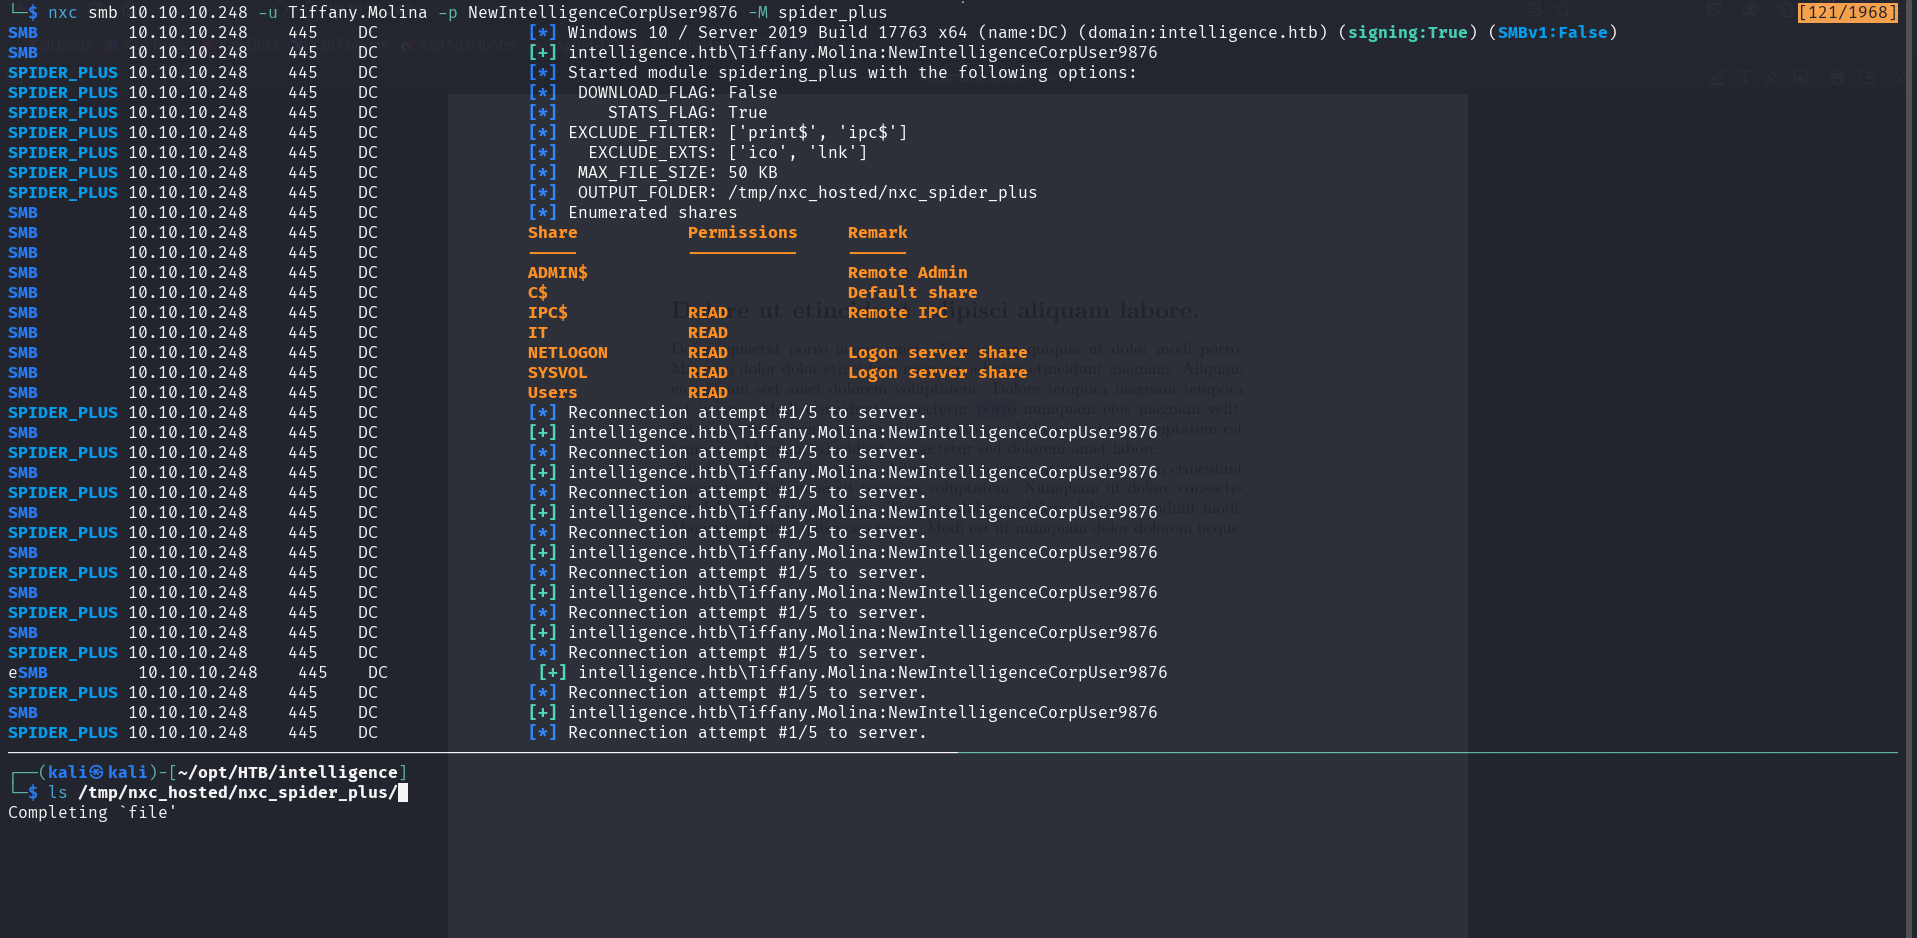 └─$ nxc smb 10.10.10.248 -u Tiffany.Molina -p NewIntelligenceCorpUser9876 -M spider_plus [121/1968]
SMB 10.10.10.248 445 DC [*] Windows 10 / Server 2019 Build 17763 x64 (name:DC) (domain:intelligence.htb) (signing:True) (SMBv1:False)
SMB 10.10.10.248 445 DC [+] intelligence.htb\Tiffany.Molina:NewIntelligenceCorpUser9876
SPIDER_PLUS 10.10.10.248 445 DC [*] Started module spidering_plus with the following options:
SPIDER_PLUS 10.10.10.248 445 DC [*] DOWNLOAD_FLAG: False
SPIDER_PLUS 10.10.10.248 445 DC [*] STATS_FLAG: True
SPIDER_PLUS 10.10.10.248 445 DC [*] EXCLUDE_FILTER: ['print$', 'ipc$']
SPIDER_PLUS 10.10.10.248 445 DC [*] EXCLUDE_EXTS: ['ico', 'lnk']
SPIDER_PLUS 10.10.10.248 445 DC [*] MAX_FILE_SIZE: 50 KB
SPIDER_PLUS 10.10.10.248 445 DC [*] OUTPUT_FOLDER: /tmp/nxc_hosted/nxc_spider_plus
SMB 10.10.10.248 445 DC [*] Enumerated shares
SMB 10.10.10.248 445 DC Share Permissions Remark
SMB 10.10.10.248 445 DC ----- ----------- ------
SMB 10.10.10.248 445 DC ADMIN$ Remote Admin
SMB 10.10.10.248 445 DC C$ Default share
SMB 10.10.10.248 445 DC IPC$ READ Remote IPC
SMB 10.10.10.248 445 DC IT READ
SMB 10.10.10.248 445 DC NETLOGON READ Logon server share
SMB 10.10.10.248 445 DC SYSVOL READ Logon server share
SMB 10.10.10.248 445 DC Users READ
SPIDER_PLUS 10.10.10.248 445 DC [*] Reconnection attempt #1/5 to server.
SMB 10.10.10.248 445 DC [+] intelligence.htb\Tiffany.Molina:NewIntelligenceCorpUser9876
SPIDER_PLUS 10.10.10.248 445 DC [*] Reconnection attempt #1/5 to server.
SMB 10.10.10.248 445 DC [+] intelligence.htb\Tiffany.Molina:NewIntelligenceCorpUser9876
SPIDER_PLUS 10.10.10.248 445 DC [*] Reconnection attempt #1/5 to server.
SMB 10.10.10.248 445 DC [+] intelligence.htb\Tiffany.Molina:NewIntelligenceCorpUser9876
SPIDER_PLUS 10.10.10.248 445 DC [*] Reconnection attempt #1/5 to server.
SMB 10.10.10.248 445 DC [+] intelligence.htb\Tiffany.Molina:NewIntelligenceCorpUser9876
SPIDER_PLUS 10.10.10.248 445 DC [*] Reconnection attempt #1/5 to server.
SMB 10.10.10.248 445 DC [+] intelligence.htb\Tiffany.Molina:NewIntelligenceCorpUser9876
SPIDER_PLUS 10.10.10.248 445 DC [*] Reconnection attempt #1/5 to server.
SMB 10.10.10.248 445 DC [+] intelligence.htb\Tiffany.Molina:NewIntelligenceCorpUser9876
SPIDER_PLUS 10.10.10.248 445 DC [*] Reconnection attempt #1/5 to server.
eSMB 10.10.10.248 445 DC [+] intelligence.htb\Tiffany.Molina:NewIntelligenceCorpUser9876
SPIDER_PLUS 10.10.10.248 445 DC [*] Reconnection attempt #1/5 to server.
SMB 10.10.10.248 445 DC [+] intelligence.htb\Tiffany.Molina:NewIntelligenceCorpUser9876
SPIDER_PLUS 10.10.10.248 445 DC [*] Reconnection attempt #1/5 to server.
┌──(kali㉿kali)-[~/opt/HTB/intelligence]
└─$ ls /tmp/nxc_hosted/nxc_spider_plus/
Completing `file'